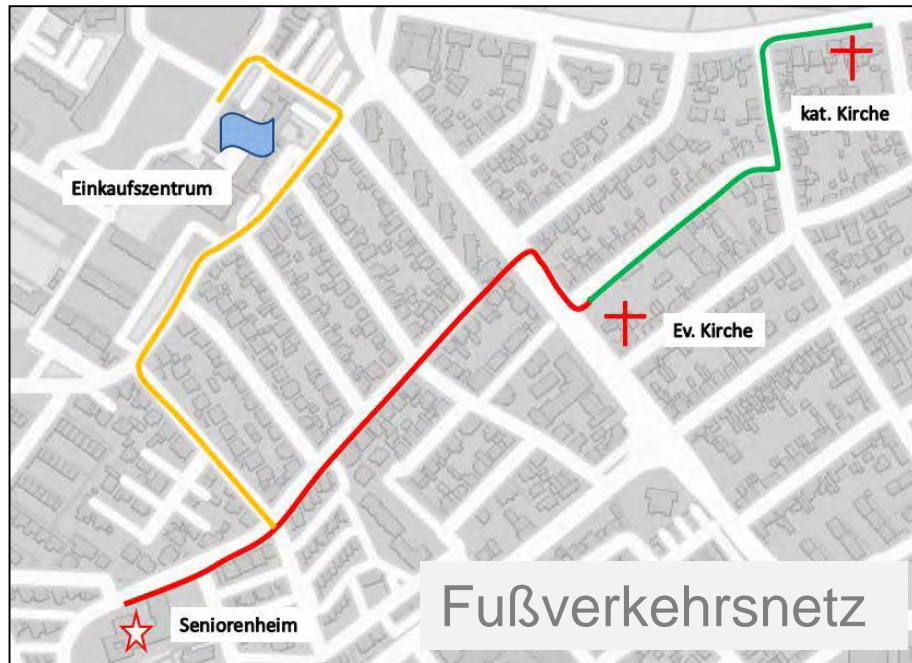 kat. Kirche
Einkaufszentrum
Ev. Kirche
Seniorenheim
Fußverkehrsnetz